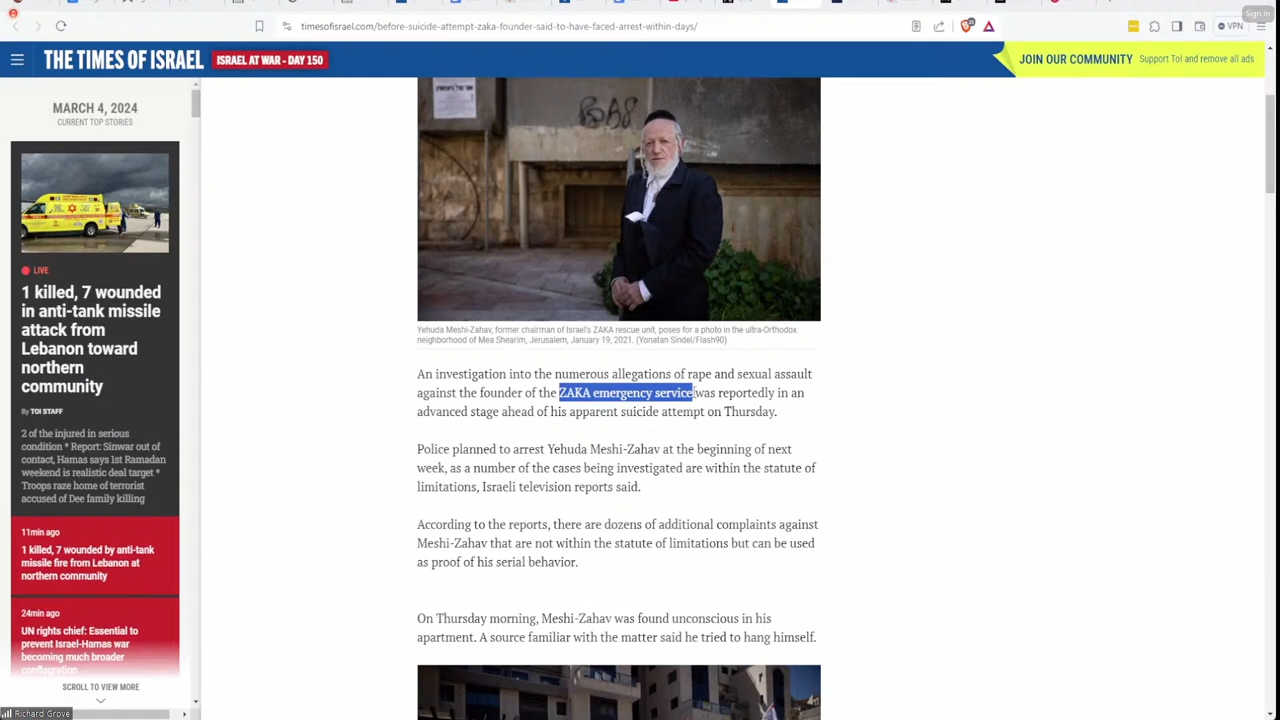 Sign in
timesofisrael.com/before-suicide-attempt-zaka-founder-said-to-have-faced-arrest-within-days/
VPN
THE TIMES OF ISRAEL
ISRAEL AT WAR - DAY 150
JOIN OUR COMMUNITY
Support ToI and remove all ads
MARCH 4, 2024
CURRENT TOP STORIES
LIVE
1 killed, 7 wounded
in anti-tank missile
attack from
Lebanon toward
northern
community
By TOI STAFF
2 of the injured in serious
condition * Report: Sinwar out of
contact, Hamas says 1st Ramadan
weekend is realistic deal target *
Troops raze home of terrorist
accused of Dee family killing
11min ago
1 killed, 7 wounded by anti-tank
missile fire from Lebanon at
northern community
24min ago
UN rights chief: Essential to
prevent Israel-Hamas war
becoming much broader
conflagration
SCROLL TO VIEW MORE
Richard Grove
Yehuda Meshi-Zahav, former chairman of Israel's ZAKA rescue unit, poses for a photo in the ultra-Orthodox
neighborhood of Mea Shearim, Jerusalem, January 19, 2021. (Yonatan Sindel/Flash90)
An investigation into the numerous allegations of rape and sexual assault
against the founder of the ZAKA emergency service was reportedly in an
advanced stage ahead of his apparent suicide attempt on Thursday.
Police planned to arrest Yehuda Meshi-Zahav at the beginning of next
week, as a number of the cases being investigated are within the statute of
limitations, Israeli television reports said.
According to the reports, there are dozens of additional complaints against
Meshi-Zahav that are not within the statute of limitations but can be used
as proof of his serial behavior.
On Thursday morning, Meshi-Zahav was found unconscious in his
apartment. A source familiar with the matter said he tried to hang himself.